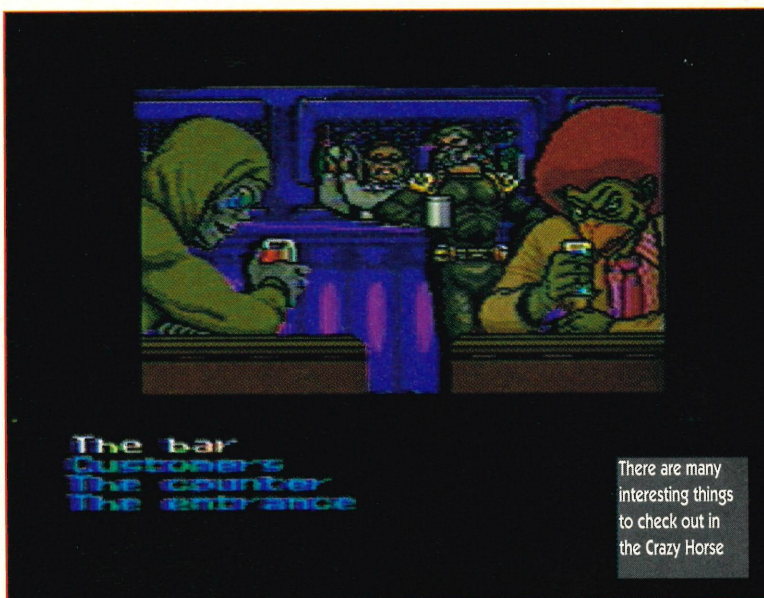 The bar
Customers
The counter
The entrance
There are many
interesting things
to check out in
the Crazy Horse